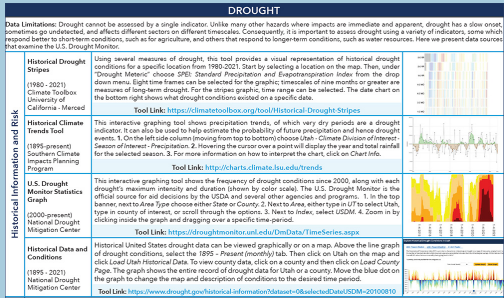 DROUGHT
Data Limitations: Drought cannot be assessed by a single indicator. Unlike many other hazards where impacts are immediate and apparent, drought has a slow onset,
sometimes go undetected, and affects different sectors on different timescales. Consequently, it is important to assess drought using a variety of indicators, some which
respond better to short-term conditions, such as for agriculture, and others that respond to longer-term conditions, such as water resources. Here we present data sources
that examine the U.S. Drought Monitor.
Historical Information and Risk
Historical Drought
Stripes
(1980 - 2021)
Climate Toolbox
University of
California - Merced
Using several measures of drought, this tool provides a visual representation of historical drought
conditions for a specific location from 1980-2021. Start by selecting a location on the map. Then, under
"Drought Meteric" choose SPEI: Standard Precipitation and Evapotranspiration Index from the drop
down menu. Eight time frames can be selected for the graphic; timescales of nine months or greater are
measures of long-term drought. For the stripes graphic, time range can be selected. The date chart on
the bottom right shows what drought conditions existed on a specific date.
Tool Link: https://climatetoolbox.org/tool/Historical-Drought-Stripes
Historical Climate
Trends Tool
(1895-present)
Southern Climate
Impacts Planning
Program
This interactive graphing tool shows precipitation trends, of which very dry periods are a drought
indicator. It can also be used to help estimate the probability of future precipitation and hence drought
events. 1. On the left side column (moving from top to bottom) choose Utah - Climate Division of Interest -
Season of Interest - Precipitation. 2. Hovering the cursor over a point will display the year and total rainfall
for the selected season. 3. For more information on how to interpret the chart, click on Chart Info.
Tool Link: http://charts.climate.lsu.edu/trends
U.S. Drought
Monitor Statistics
Graph
(2000-present)
National Drought
Mitigation Center
This interactive graphing tool shows the frequency of drought conditions since 2000, along with each
drought's maximum intensity and duration (shown by color scale). The U.S. Drought Monitor is the
official source for aid decisions by the USDA and several other agencies and programs. 1. In the top
banner, next to Area Type choose either State or County, 2. Next to Area, either type in UT to select Utah,
type in county of interest, or scroll through the options. 3. Next to Index, select USDM. 4. Zoom in by
clicking inside the graph and dragging over a specific time-period.
Tool Link: https://droughtmonitor.unl.edu/DmData/TimeSeries.aspx
Historical Data and
Conditions
(1895 - 2021)
National Drought
Mitigation Center
Historical United States drought data can be viewed graphically or on a map. Above the line graph
of drought conditions, select the 1895 - Present (monthly) tab. Then click on Utah on the map and
click Load Utah Historical Data. To view county data, click on a county and then click on Load County
Page. The graph shows the entire record of drought data for Utah or a county. Move the blue dot on
the graph to change the map and description of conditions to the desired time period.
Tool Link: https://www.drought.gov/historical-information?dataset=0&selectedDateUSDM=20100810